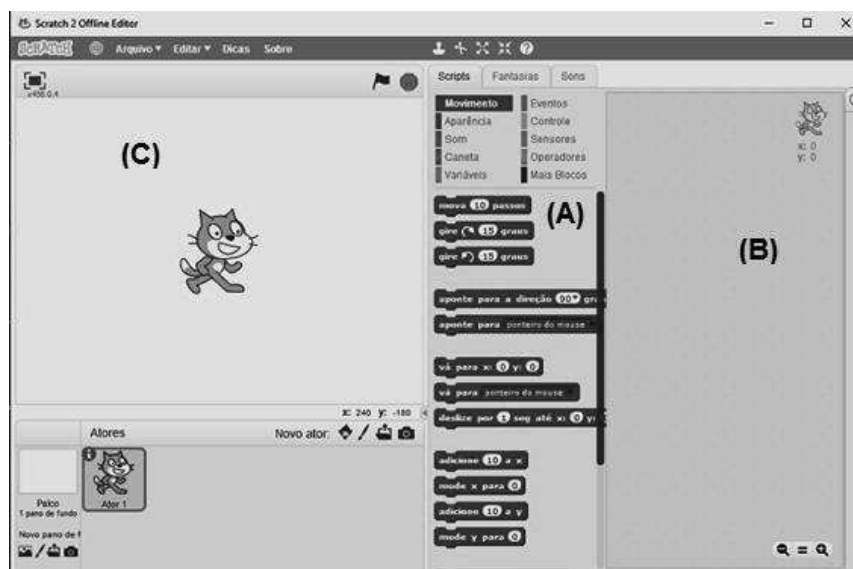 Scratch 2 Offline Editor
SCRATCH Arquivo Editar Dicas Sobre
v456.0.4
(C)
x: 240 y: -180
Scripts Fantasias Sons
Movimento Eventos
Aparência Controle
Som Sensores
Caneta Operadores
Variáveis Mais Blocos
mova 10 passos
gire 15 graus
gire 15 graus
aponte para a direção 90
aponte para ponteiro do mouse
vá para x: 0 y: 0
vá para ponteiro do mouse
deslize por 1 seg até x: 0 y:
adicione 10 a x
mude x para 0
adicione 10 a y
mude y para 0
(A)
x: 0
y: 0
(B)
Atores Novo ator:
Palco
1 pano de fundo
Novo pano de f
Ator 1